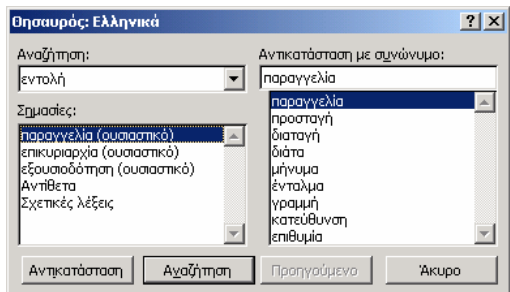 Θησαυρός: Ελληνικά
Αναζήτηση:
εντολή
Σημασίες:
παραγγελία (ουσιαστικό)
επικυριαρχία (ουσιαστικό)
εξουσιοδότηση (ουσιαστικό)
Αντίθετα
Σχετικές λέξεις
Αντικατάσταση με συνώνυμο:
παραγγελία
παραγγελία
προσταγή
διαταγή
διάτα
μήνυμα
ένταλμα
γραμμή
κατεύθυνση
επιθυμία
Αντικατάσταση
Αναζήτηση
Προηγούμενο
Άκυρο